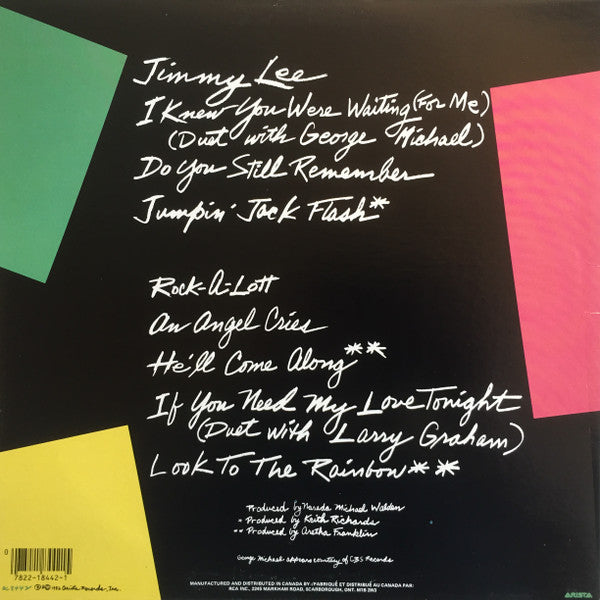 Jimmy Lee
I Knew You Were Waiting (For Me)
(Duet with George Michael)
Do You Still Remember
Jumpin' Jack Flash*
Rock-A-Lott
An Angel Cries
He'll Come Along**
If You Need My Love Tonight
(Duet with Larry Graham)
Look To The Rainbow**
Produced by Narada Michael Walden
* Produced by Keith Richards
** Produced by Aretha Franklin
George Michael appears courtesy of CBS Records
0
7822-18442-1
MANUFACTURED AND DISTRIBUTED IN CANADA BY:/FABRIQUÉ ET DISTRIBUÉ AU CANADA PAR:
RCA INC., 2245 MARKHAM ROAD, SCARBOROUGH, ONT. M1B 2W3
ARISTA